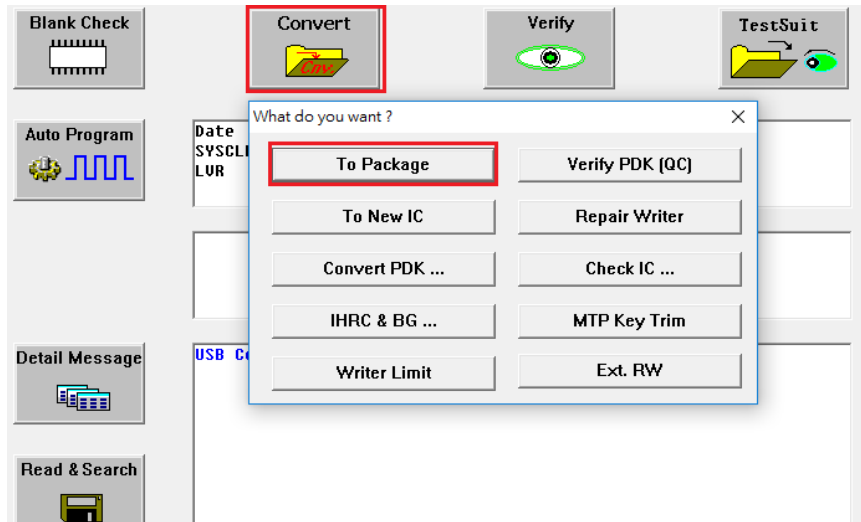 Blank Check
Convert
Cnv.
Verify
TestSuit
What do you want ?
Auto Program
Date
SYSCL
LVR
To Package
Verify PDK (QC)
To New IC
Repair Writer
Convert PDK ...
Check IC ...
IHRC & BG ...
MTP Key Trim
Writer Limit
Ext. RW
Detail Message
USB
Read & Search